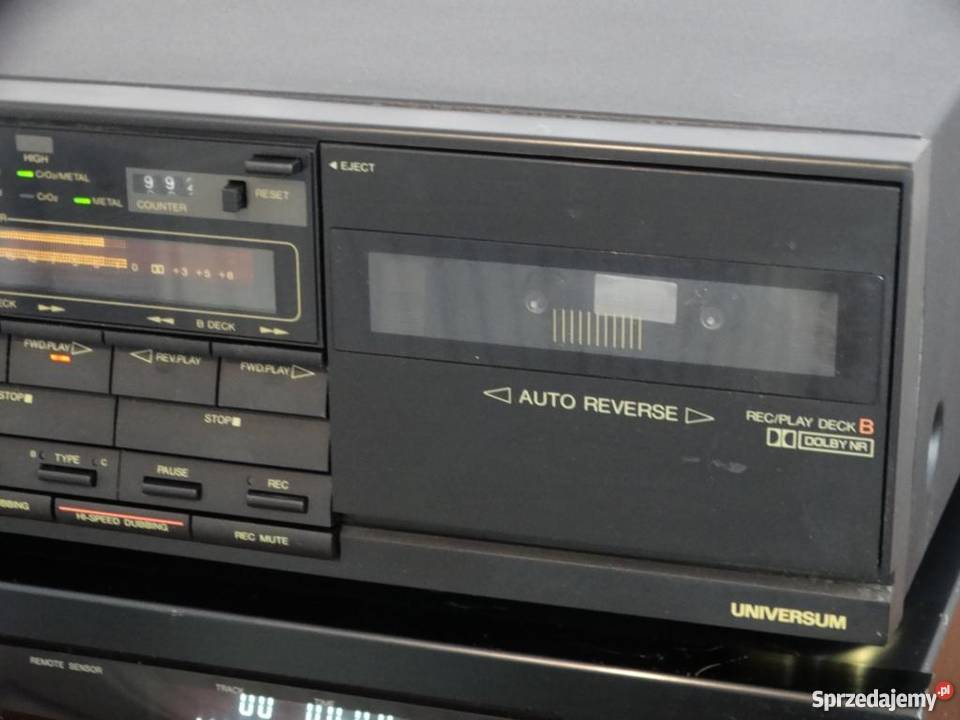 Sprzedajemy.pl
HIGH
CrO₂/METAL
CrO₂ METAL
99
COUNTER
RESET
◀ EJECT
0 +3 +5 +8
B DECK
FWD.PLAY
REV.PLAY
FWD.PLAY
STOP■
STOP■
B TYPE C
PAUSE
REC
HI-SPEED DUBBING
REC MUTE
AUTO REVERSE
REC/PLAY DECK B
DOLBY NR
UNIVERSUM
REMOTE SENSOR
TRACK